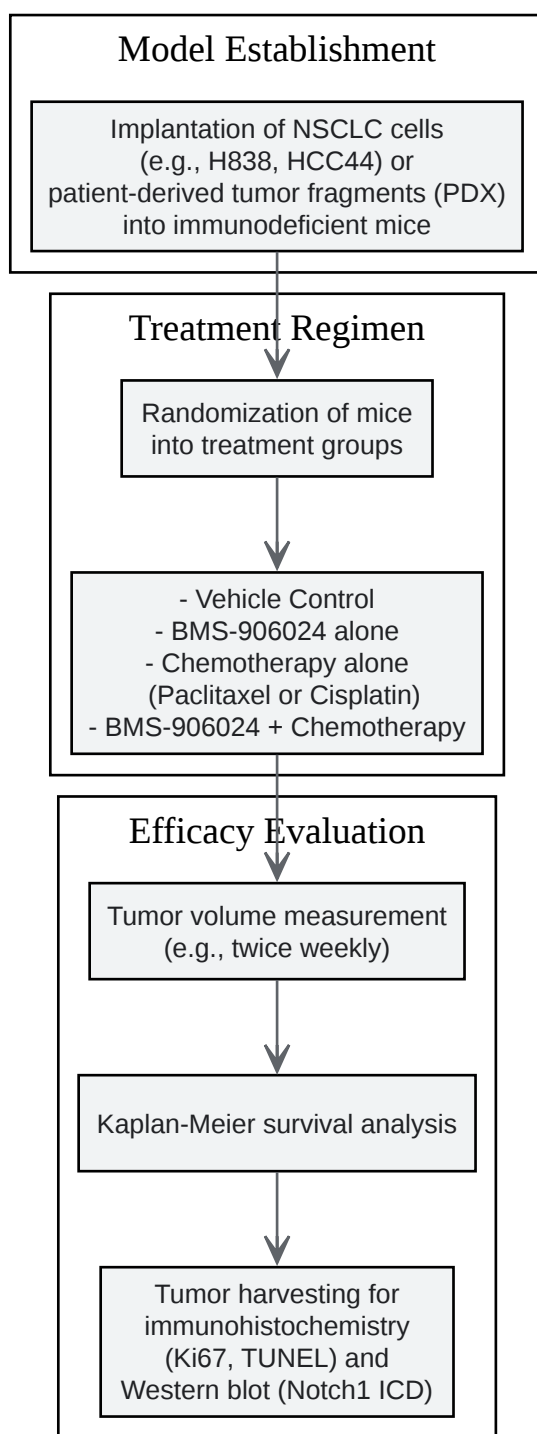 Model Establishment
Implantation of NSCLC cells
(e.g., H838, HCC44) or
patient-derived tumor fragments (PDX)
into immunodeficient mice
Treatment Regimen
Randomization of mice
into treatment groups
- Vehicle Control
- BMS-906024 alone
- Chemotherapy alone
(Paclitaxel or Cisplatin)
- BMS-906024 + Chemotherapy
Efficacy Evaluation
Tumor volume measurement
(e.g., twice weekly)
Kaplan-Meier survival analysis
Tumor harvesting for
immunohistochemistry
(Ki67, TUNEL) and
Western blot (Notch1 ICD)